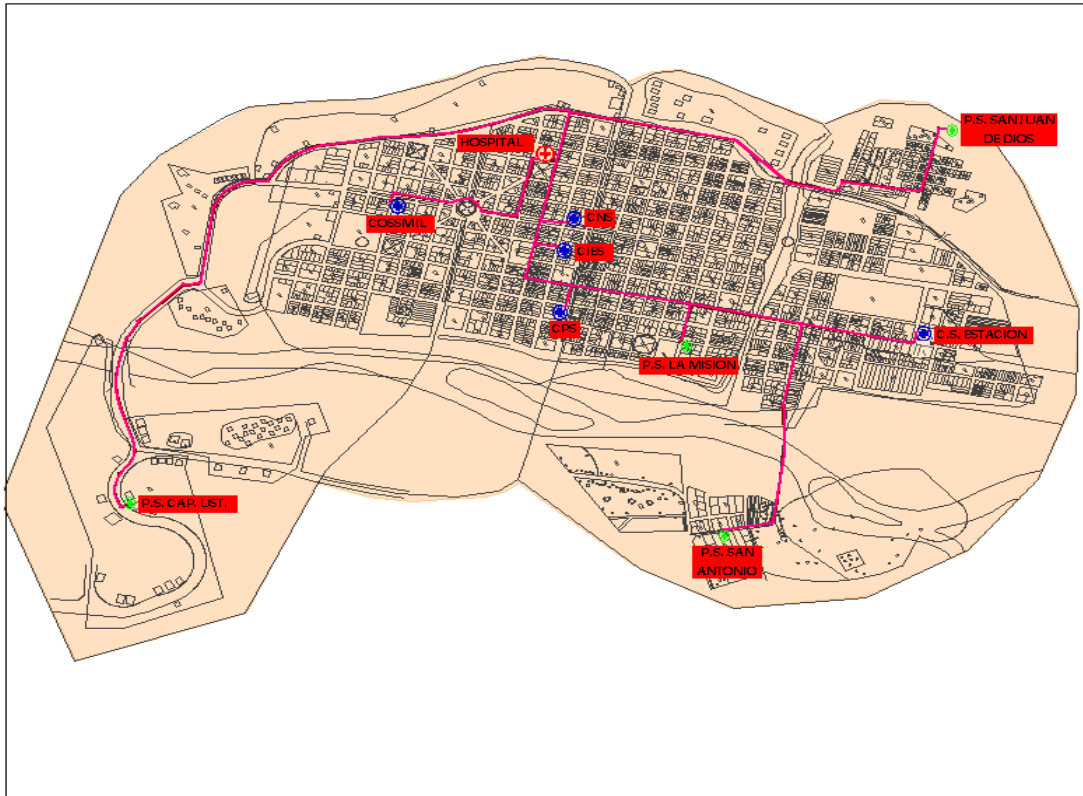 P.S. SAN JUAN
DE DIOS
HOSPITAL
COSSMIL
CNS
CIES
CPS
C.S. ESTACION
P.S. LA MISION
P.S. CAP. UST.
P.S. SAN
ANTONIO